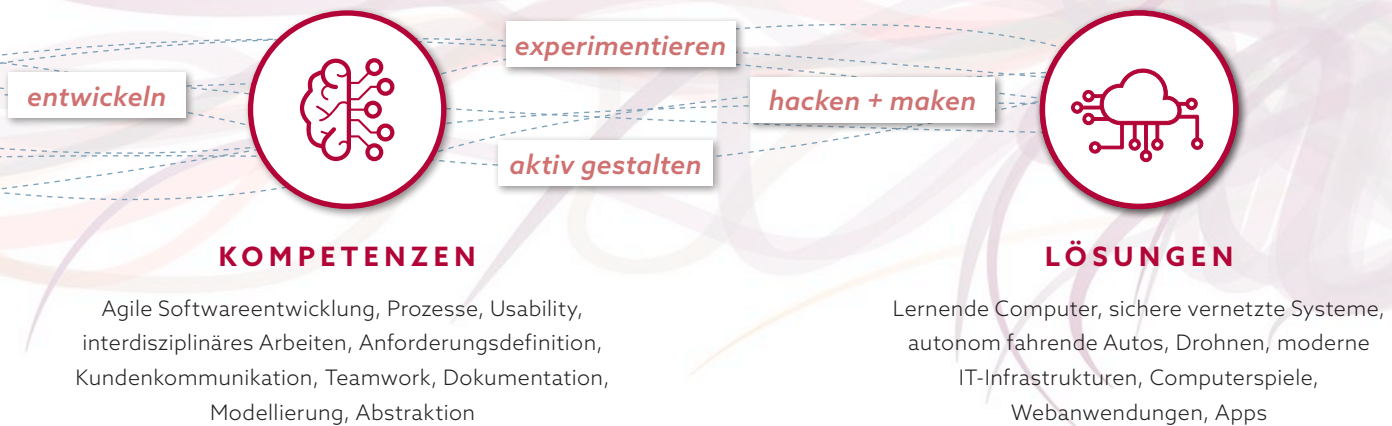 experimentieren
entwickeln
hacken + maken
aktiv gestalten
KOMPETENZEN
Agile Softwareentwicklung, Prozesse, Usability,
interdisziplinäres Arbeiten, Anforderungsdefinition,
Kundenkommunikation, Teamwork, Dokumentation,
Modellierung, Abstraktion
LÖSUNGEN
Lernende Computer, sichere vernetzte Systeme,
autonom fahrende Autos, Drohnen, moderne
IT-Infrastrukturen, Computerspiele,
Webanwendungen, Apps